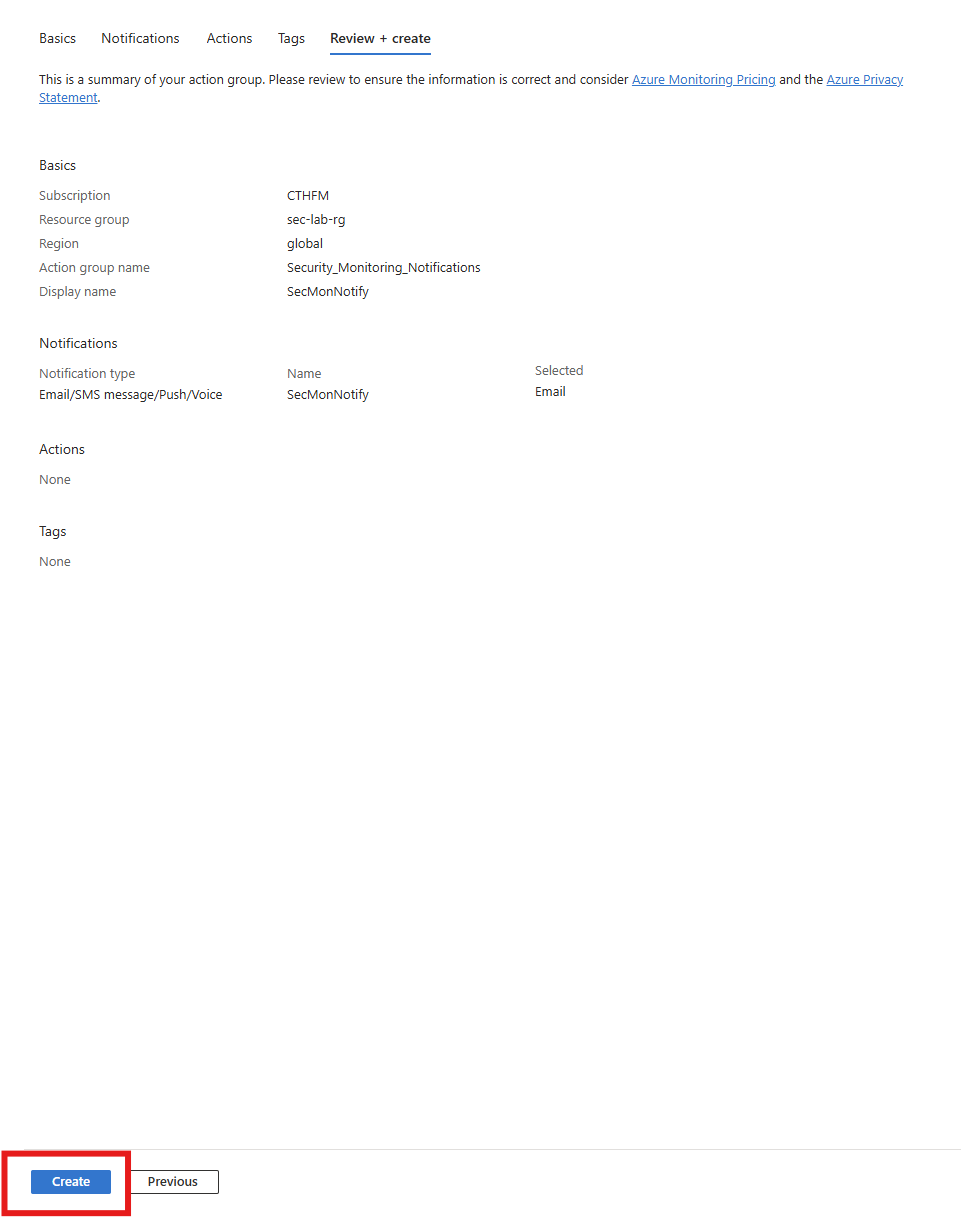 Basics Notifications Actions Tags Review + create
This is a summary of your action group. Please review to ensure the information is correct and consider Azure Monitoring Pricing and the Azure Privacy
Statement.
Basics
Subscription CTHFM
Resource group sec-lab-rg
Region global
Action group name Security_Monitoring_Notifications
Display name SecMonNotify
Notifications
Notification type Name Selected
Email/SMS message/Push/Voice SecMonNotify Email
Actions
None
Tags
None
Create Previous